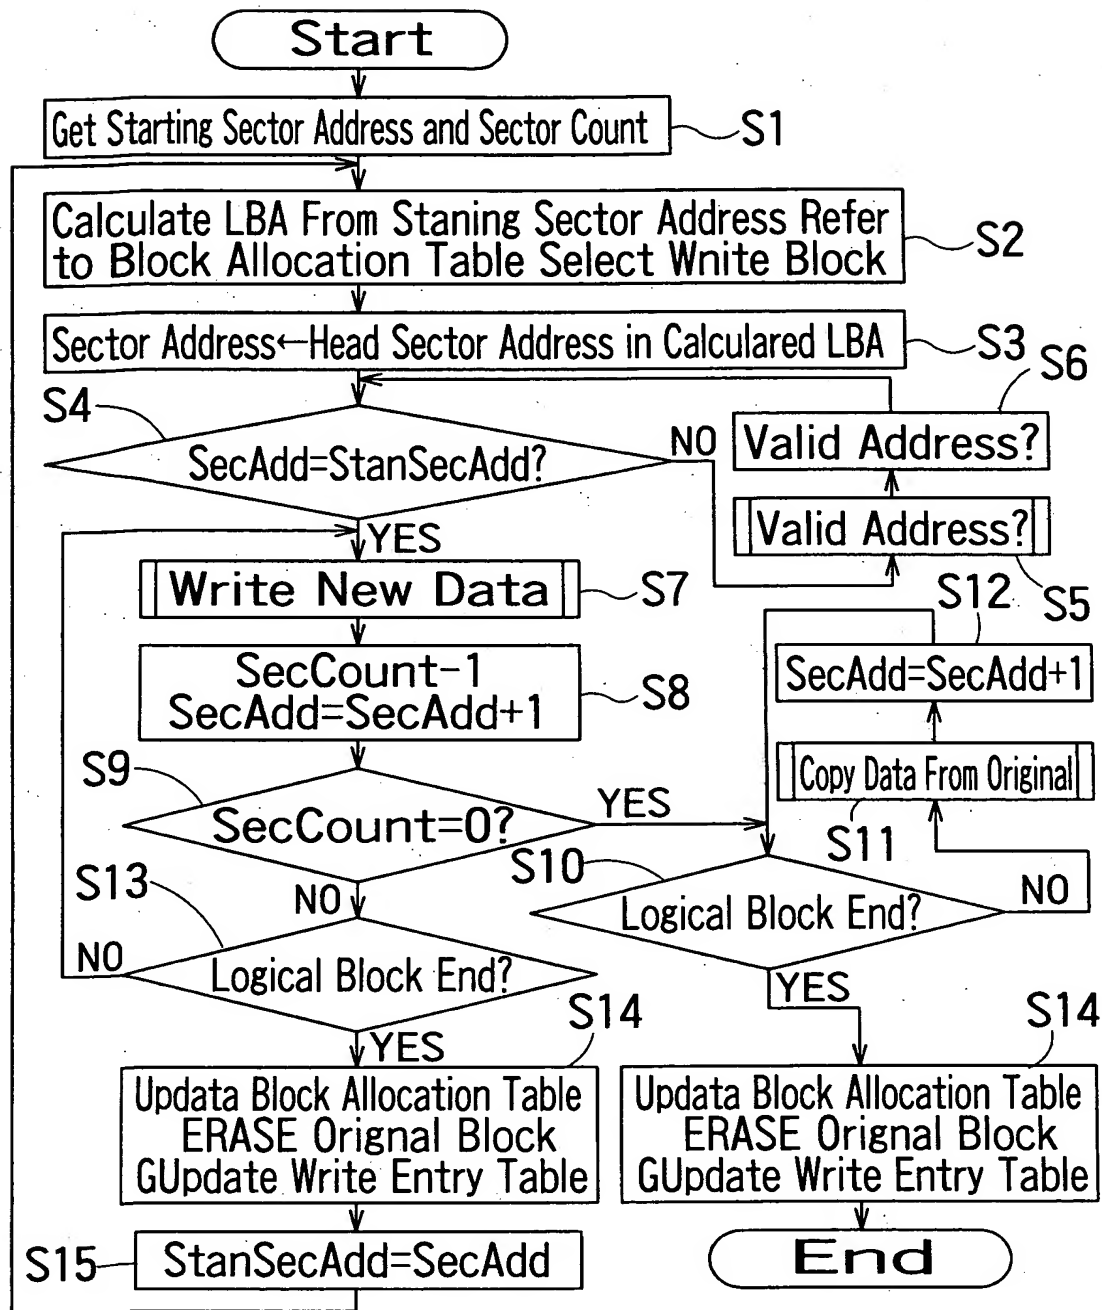 Start
Get Starting Sector Address and Sector Count
S1
Calculate LBA From Staning Sector Address Refer
to Block Allocation Table Select Wnite Block
S2
Sector Address←Head Sector Address in Calculared LBA
S3
S6
S4
SecAdd=StanSecAdd?
NO
Valid Address?
Valid Address?
YES
S5
Write New Data
S7
S12
SecCount-1
SecAdd=SecAdd+1
S8
SecAdd=SecAdd+1
S9
SecCount=0?
YES
Copy Data From Original
S11
S10
S13
NO
Logical Block End?
NO
NO
Logical Block End?
YES
S14
YES
S14
Updata Block Allocation Table
ERASE Orignal Block
GUpdate Write Entry Table
Updata Block Allocation Table
ERASE Orignal Block
GUpdate Write Entry Table
S15
StanSecAdd=SecAdd
End